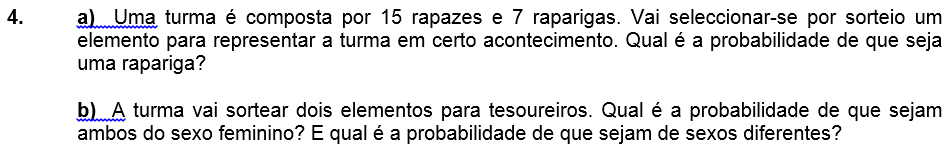 4. a) Uma turma é composta por 15 rapazes e 7 raparigas. Vai seleccionar-se por sorteio um
elemento para representar a turma em certo acontecimento. Qual é a probabilidade de que seja
uma rapariga?
b) A turma vai sortear dois elementos para tesoureiros. Qual é a probabilidade de que sejam
ambos do sexo feminino? E qual é a probabilidade de que sejam de sexos diferentes?